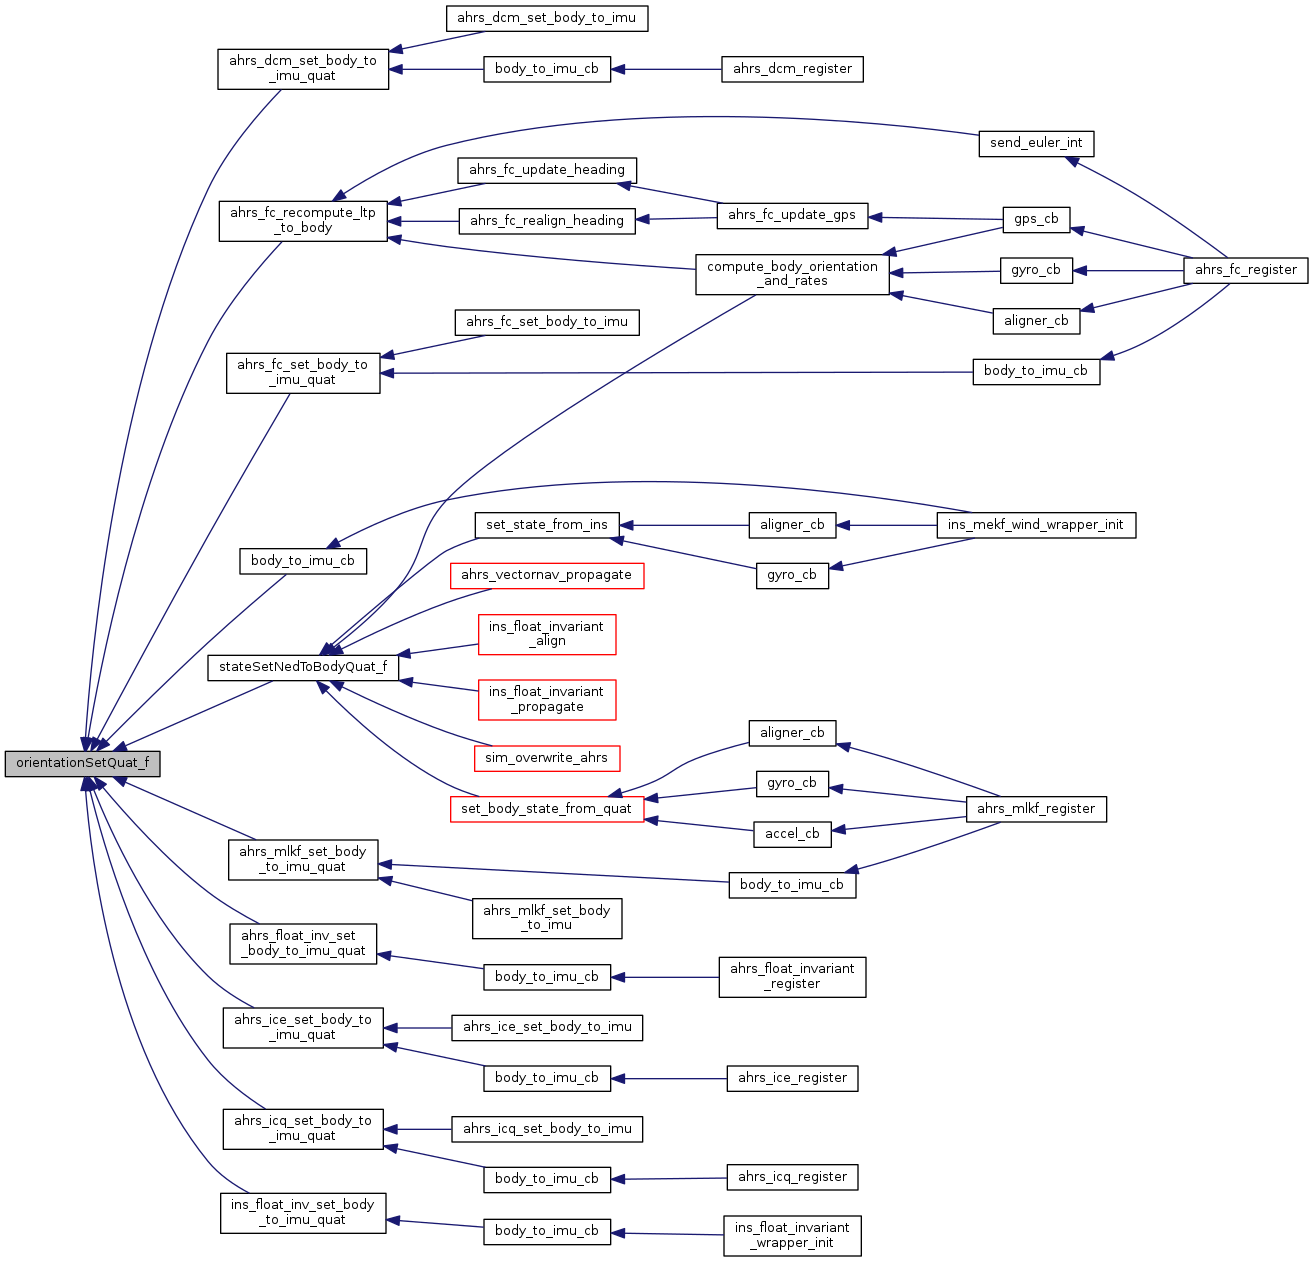 ahrs_dcm_set_body_to_imu
ahrs_dcm_set_body_to
_imu_quat
body_to_imu_cb
ahrs_dcm_register
send_euler_int
ahrs_fc_update_heading
ahrs_fc_recompute_ltp
_to_body
ahrs_fc_realign_heading
ahrs_fc_update_gps
gps_cb
compute_body_orientation
_and_rates
gyro_cb
ahrs_fc_register
aligner_cb
ahrs_fc_set_body_to_imu
ahrs_fc_set_body_to
_imu_quat
body_to_imu_cb
set_state_from_ins
aligner_cb
ins_mekf_wind_wrapper_init
body_to_imu_cb
ahrs_vectornav_propagate
gyro_cb
ins_float_invariant
_align
stateSetNedToBodyQuat_f
ins_float_invariant
_propagate
sim_overwrite_ahrs
aligner_cb
orientationSetQuat_f
gyro_cb
set_body_state_from_quat
ahrs_mlkf_register
accel_cb
ahrs_mlkf_set_body
_to_imu_quat
body_to_imu_cb
ahrs_mlkf_set_body
_to_imu
ahrs_float_inv_set
_body_to_imu_quat
body_to_imu_cb
ahrs_float_invariant
_register
ahrs_ice_set_body_to
_imu_quat
ahrs_ice_set_body_to_imu
body_to_imu_cb
ahrs_ice_register
ahrs_icq_set_body_to
_imu_quat
ahrs_icq_set_body_to_imu
body_to_imu_cb
ahrs_icq_register
ins_float_inv_set_body
_to_imu_quat
body_to_imu_cb
ins_float_invariant
_wrapper_init